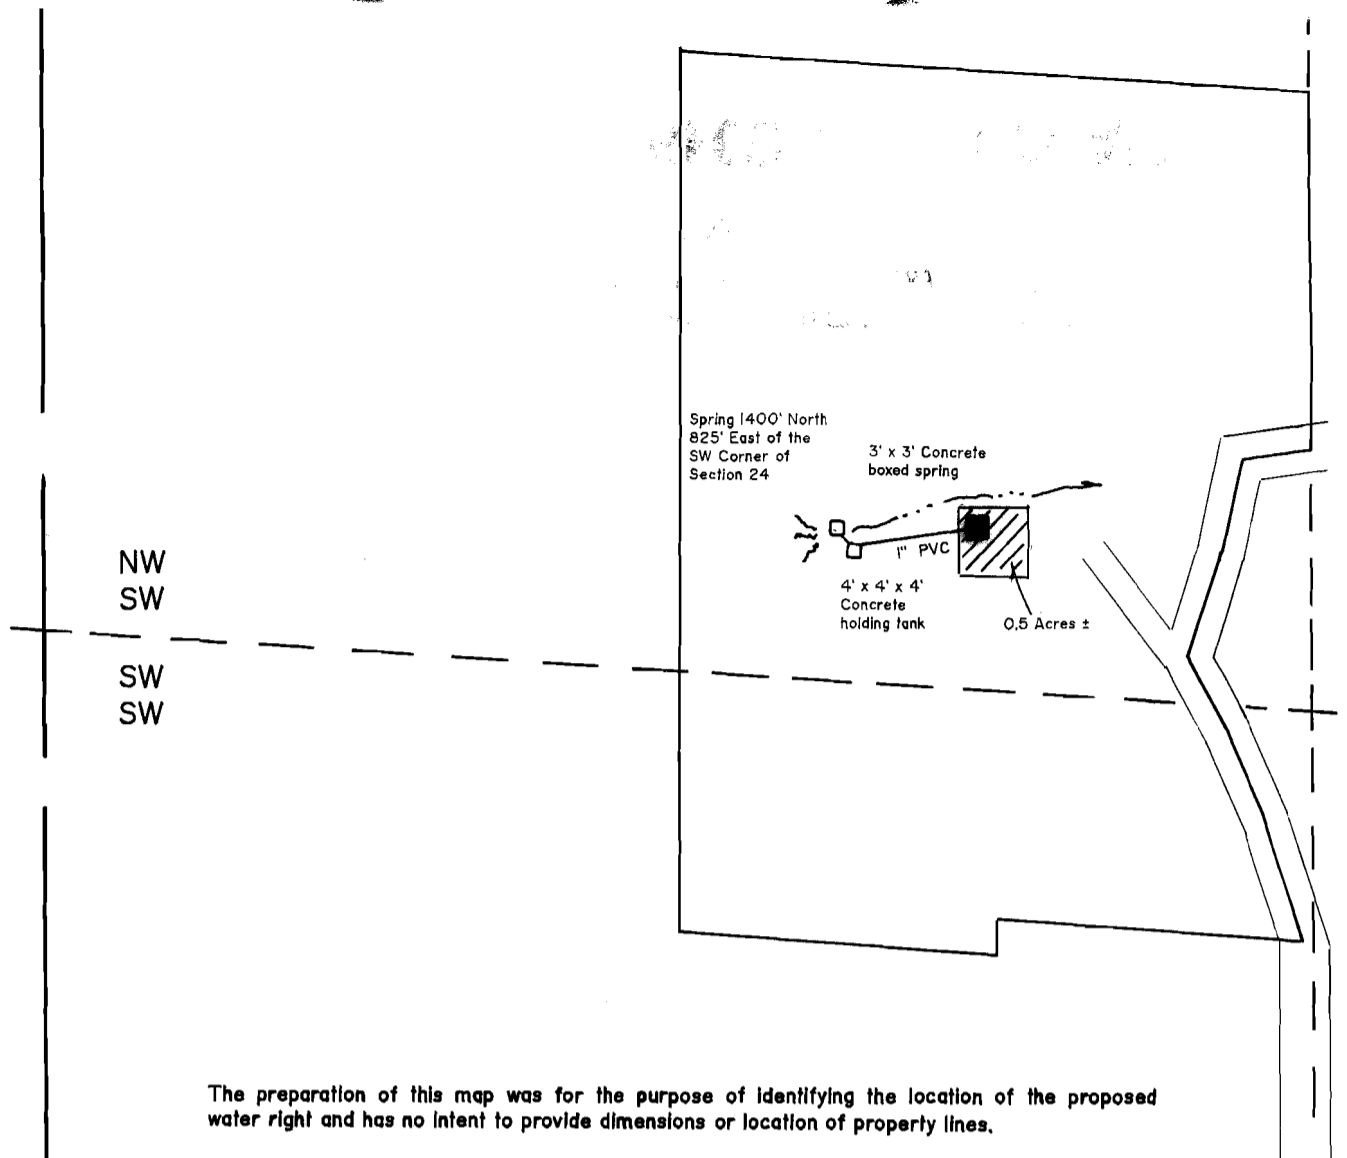 Spring 1400' North
825' East of the
SW Corner of
Section 24
3' x 3' Concrete
boxed spring
1" PVC
4' x 4' x 4'
Concrete
holding tank
0.5 Acres ±
NW
SW
SW
SW
The preparation of this map was for the purpose of identifying the location of the proposed
water right and has no intent to provide dimensions or location of property lines.